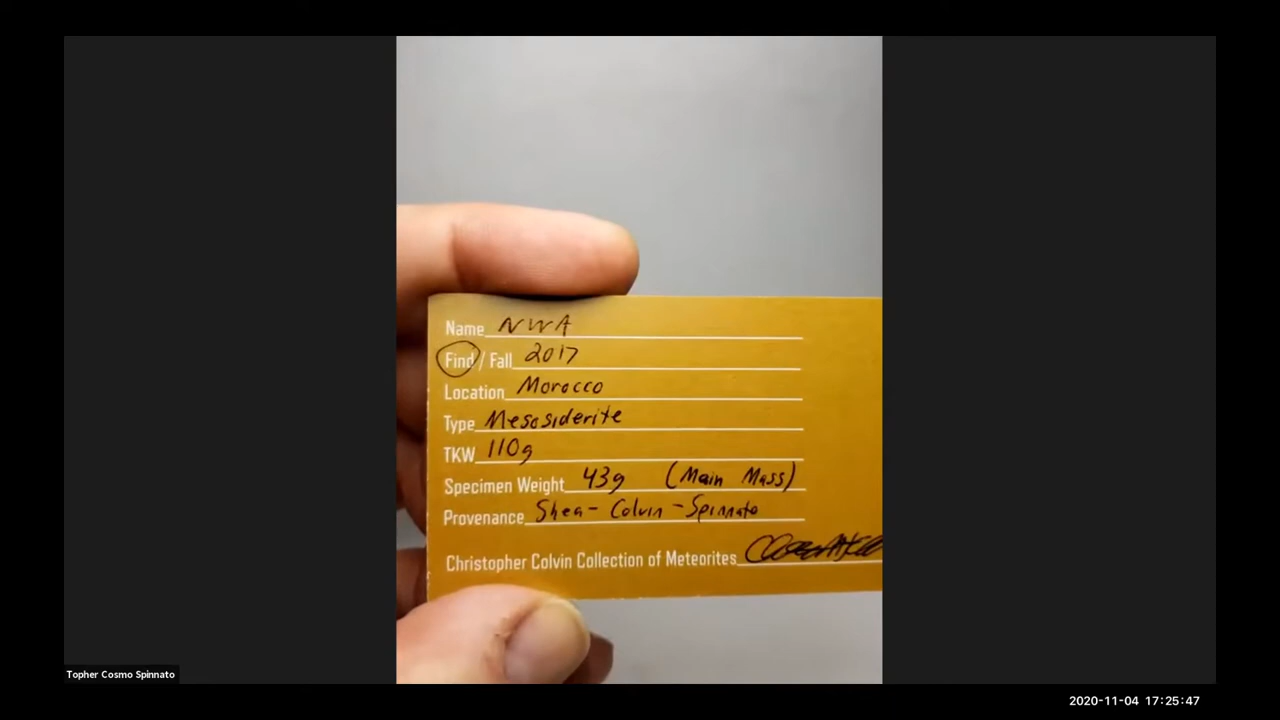 Name NWA
Find / Fall 2017
Location Morocco
Type Mesosiderite
TKW 110g
Specimen Weight 43g (Main Mass)
Provenance Shea - Colvin - Spinnato
Christopher Colvin Collection of Meteorites
Topher Cosmo Spinnato
2020-11-04 17:25:47